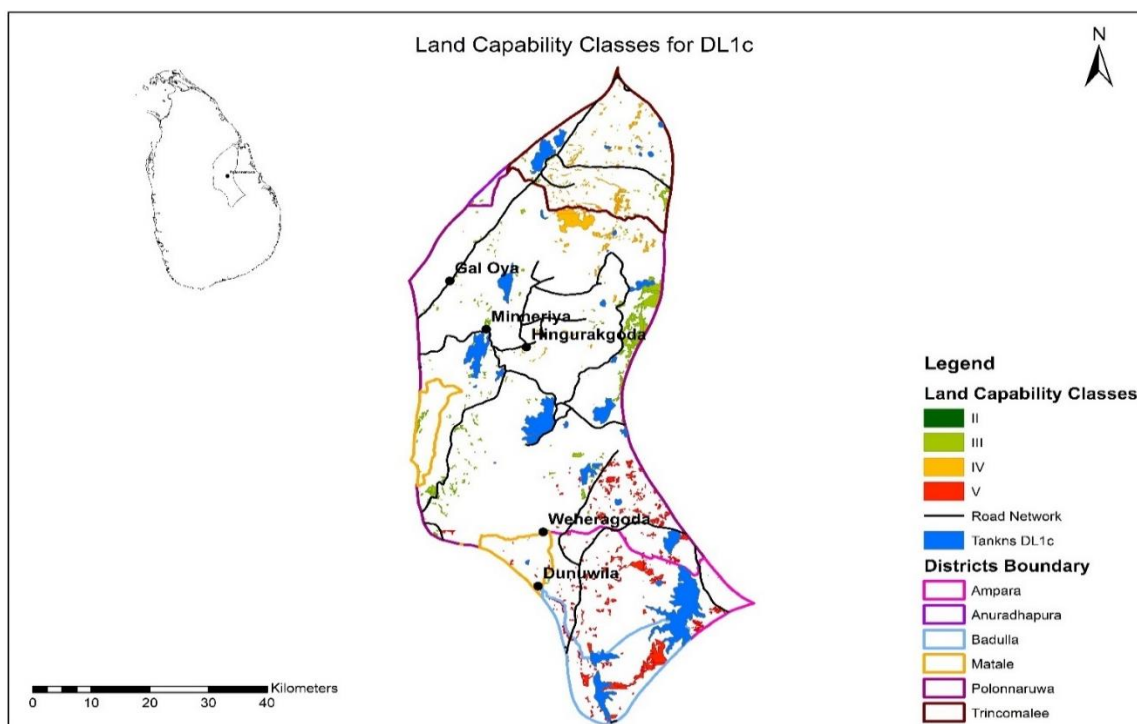 Land Capability Classes for DL1c
N
Gal Oya
Minneriya
Hingurakgoda
Weheragoda
Dunuwila
Legend
Land Capability Classes
II
III
IV
V
Road Network
Tankns DL1c
Districts Boundary
Ampara
Anuradhapura
Badulla
Matale
Polonnaruwa
Trincomalee
Kilometers
0 5 10 20 30 40